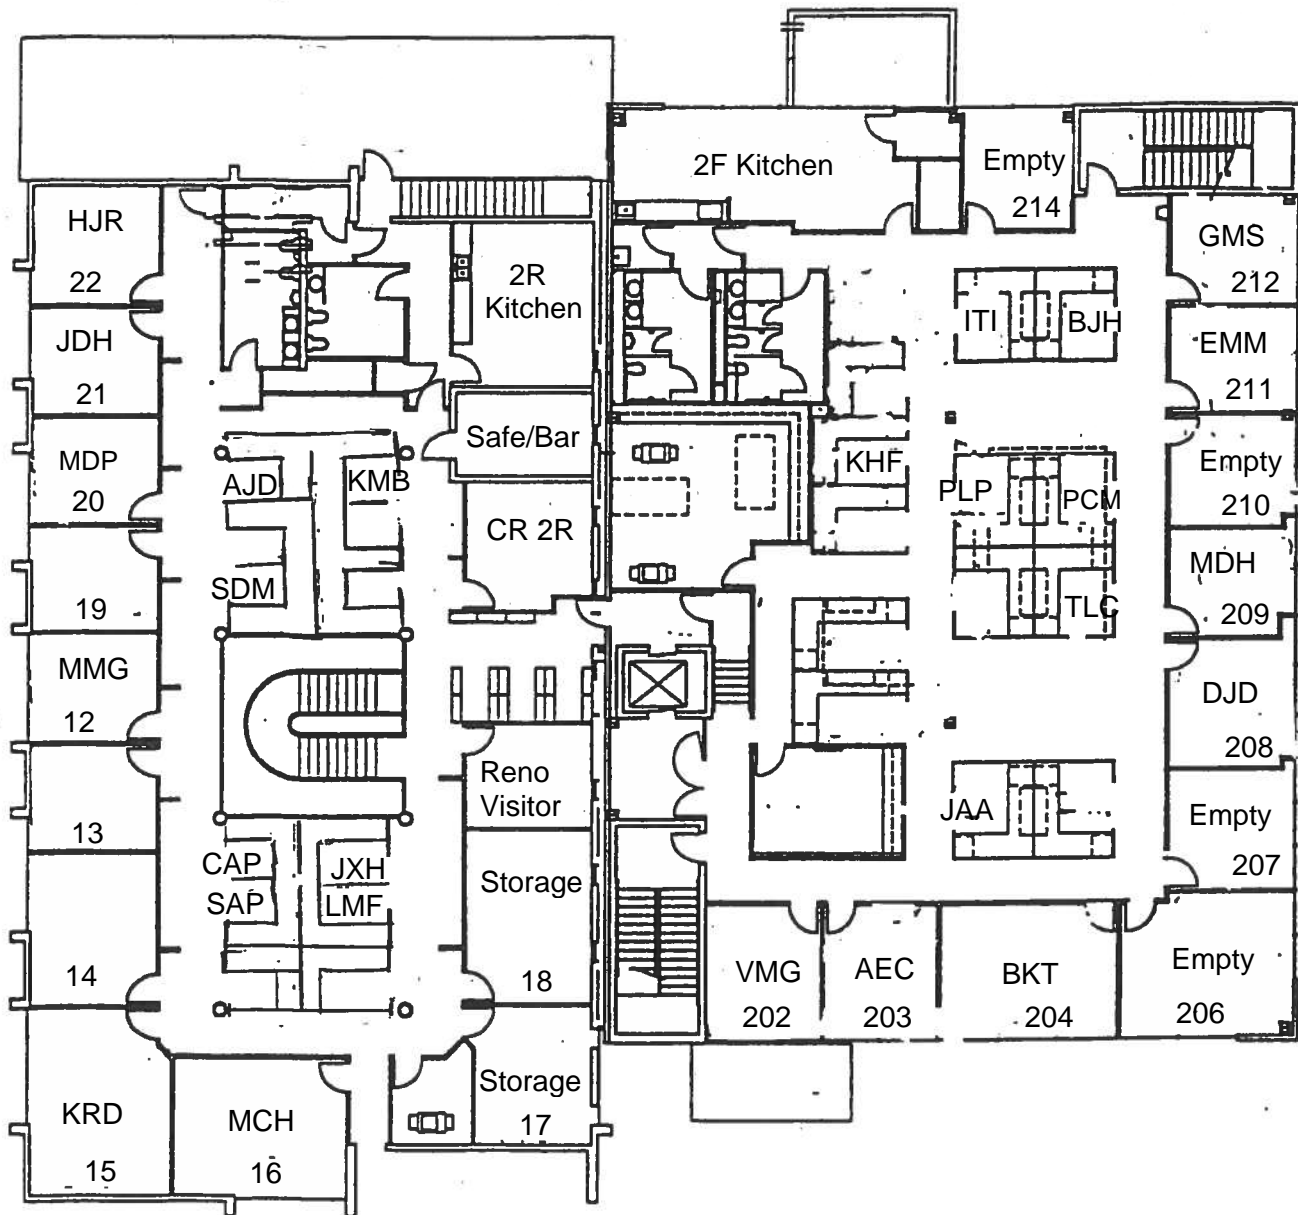 2F Kitchen
Empty
214
HJR
22
GMS
212
2R
Kitchen
JDH
21
ITI
BJH
EMM
211
Safe/Bar
MDP
20
AJD
KMB
KHF
PLP
PCM
Empty
210
CR 2R
19
SDM
MDH
209
TLC
MMG
12
DJD
208
Reno
Visitor
13
JAA
Empty
207
CAP
SAP
JXH
LMF
Storage
18
14
VMG
202
AEC
203
BKT
204
Empty
206
KRD
15
MCH
16
Storage
17